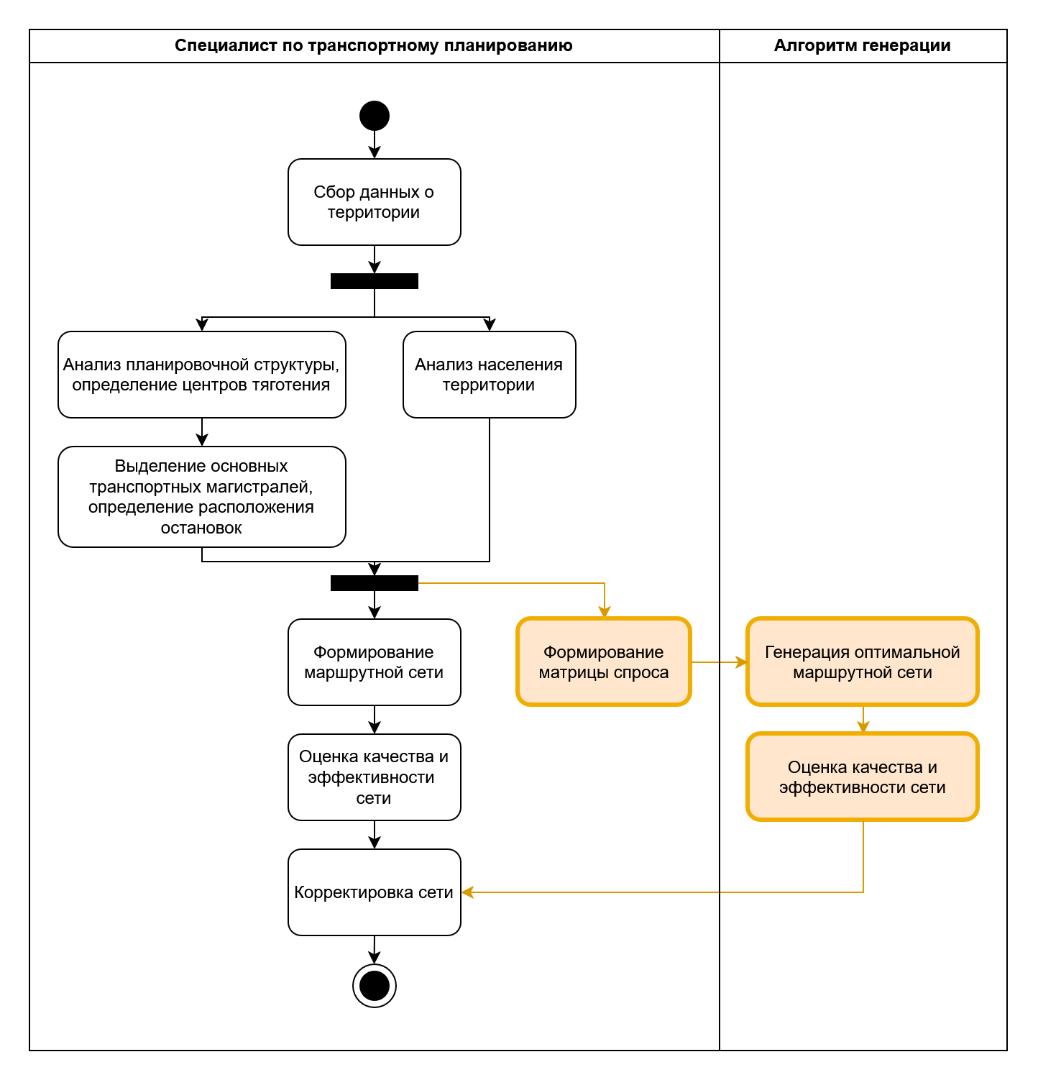 Специалист по транспортному планированию
Алгоритм генерации
Сбор данных о
территории
Анализ планировочной структуры,
определение центров тяготения
Анализ населения
территории
Выделение основных
транспортных магистралей,
определение расположения
остановок
Формирование
маршрутной сети
Формирование
матрицы спроса
Генерация оптимальной
маршрутной сети
Оценка качества и
эффективности
сети
Оценка качества и
эффективности сети
Корректировка сети